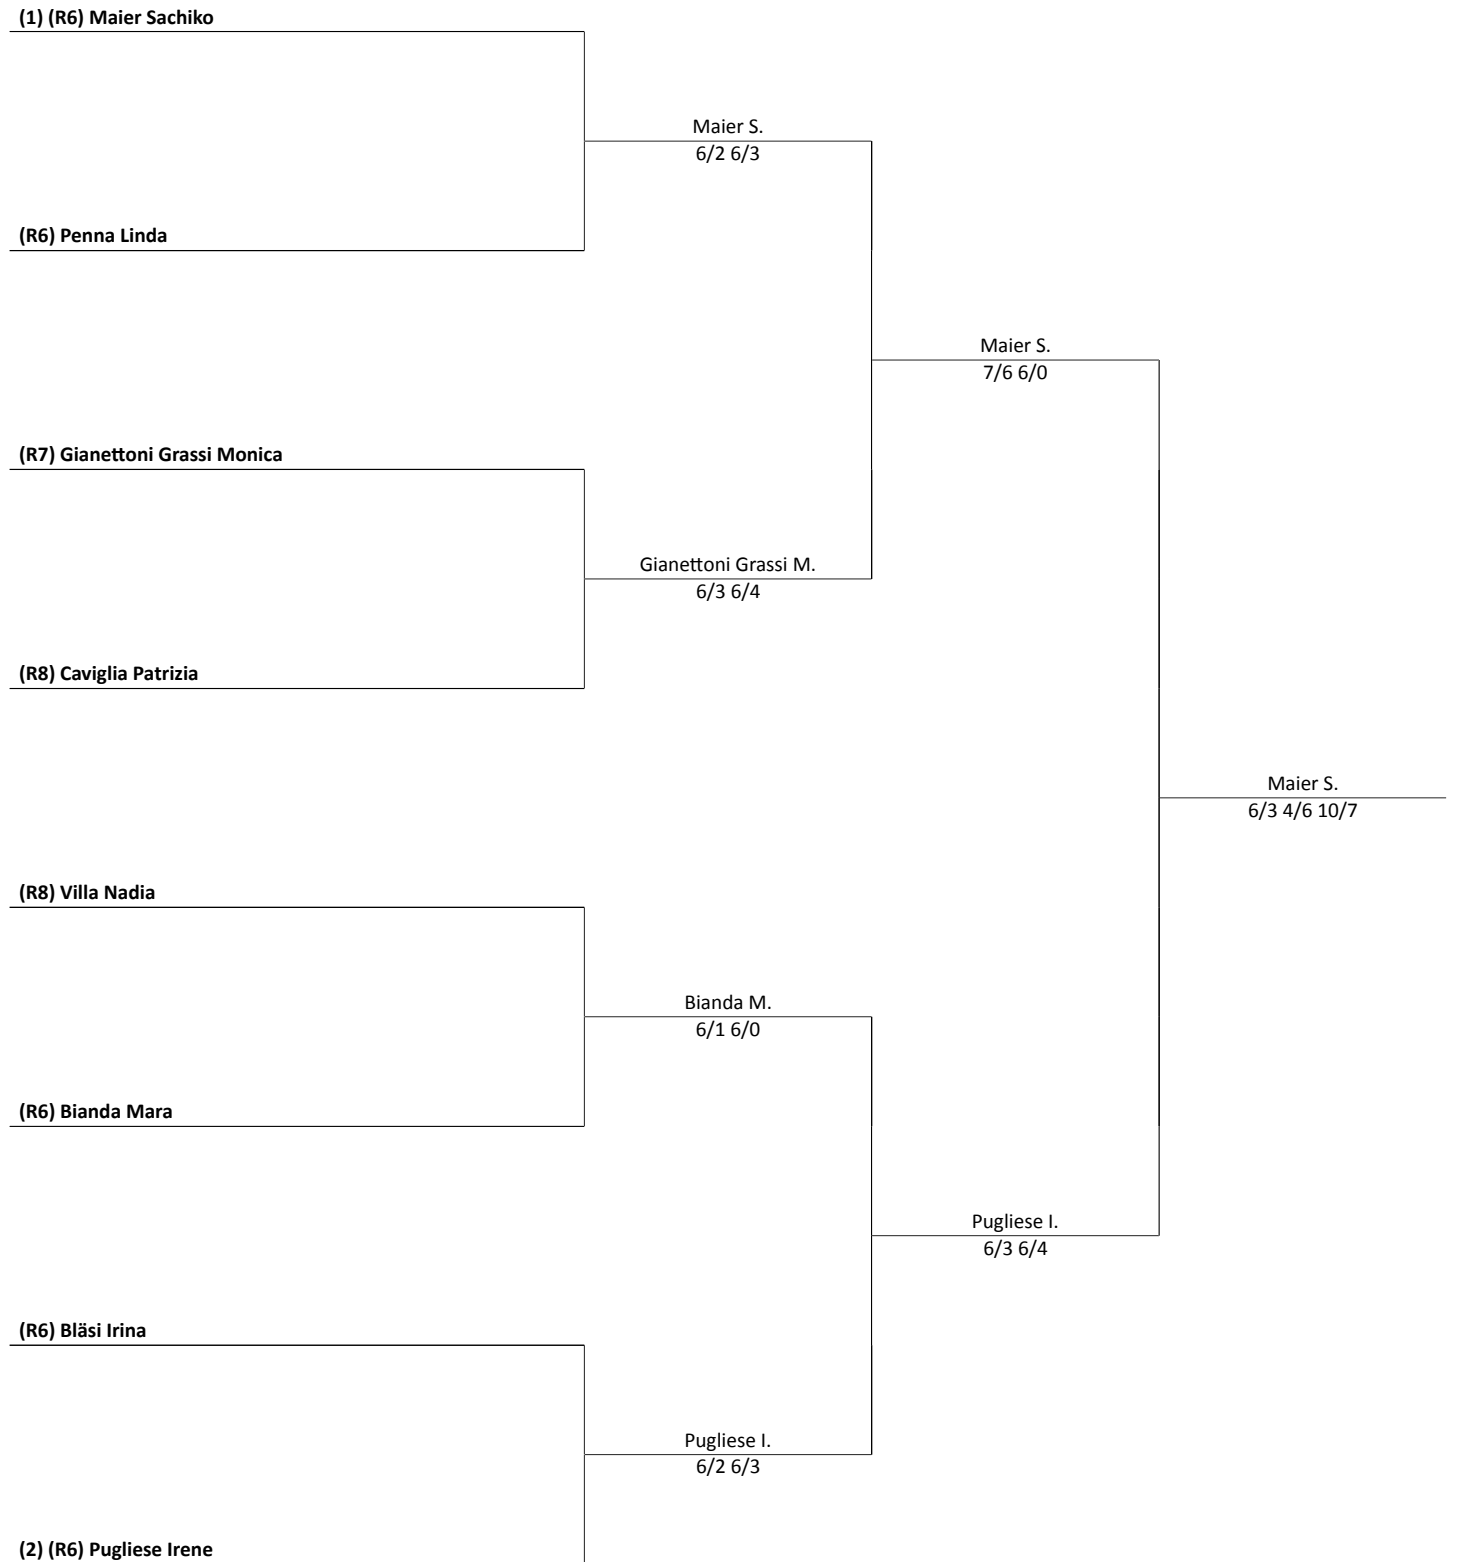 (1) (R6) Maier Sachiko
Maier S.
6/2 6/3
(R6) Penna Linda
Maier S.
7/6 6/0
(R7) Gianettoni Grassi Monica
Gianettoni Grassi M.
6/3 6/4
(R8) Caviglia Patrizia
Maier S.
6/3 4/6 10/7
(R8) Villa Nadia
Bianda M.
6/1 6/0
(R6) Bianda Mara
Pugliese I.
6/3 6/4
(R6) Bläsi Irina
Pugliese I.
6/2 6/3
(2) (R6) Pugliese Irene